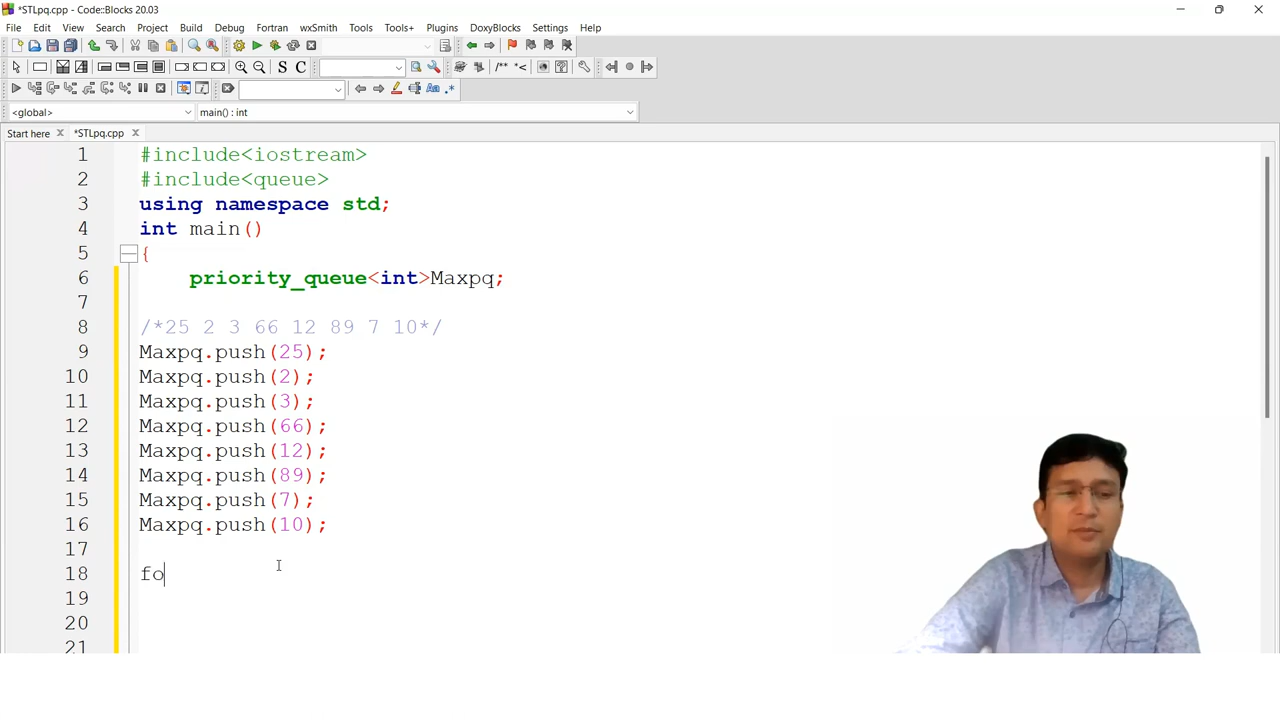 *STLpq.cpp - Code::Blocks 20.03
File Edit View Search Project Build Debug Fortran wxSmith Tools Tools+ Plugins DoxyBlocks Settings Help
S C /** *<
Aa .*
<global> main() : int
Start here *STLpq.cpp
1 #include<iostream>
2 #include<queue>
3 using namespace std;
4 int main()
5 {
6 priority_queue<int>Maxpq;
7
8 /*25 2 3 66 12 89 7 10*/
9 Maxpq.push(25);
10 Maxpq.push(2);
11 Maxpq.push(3);
12 Maxpq.push(66);
13 Maxpq.push(12);
14 Maxpq.push(89);
15 Maxpq.push(7);
16 Maxpq.push(10);
17
18 fo
19
20
21